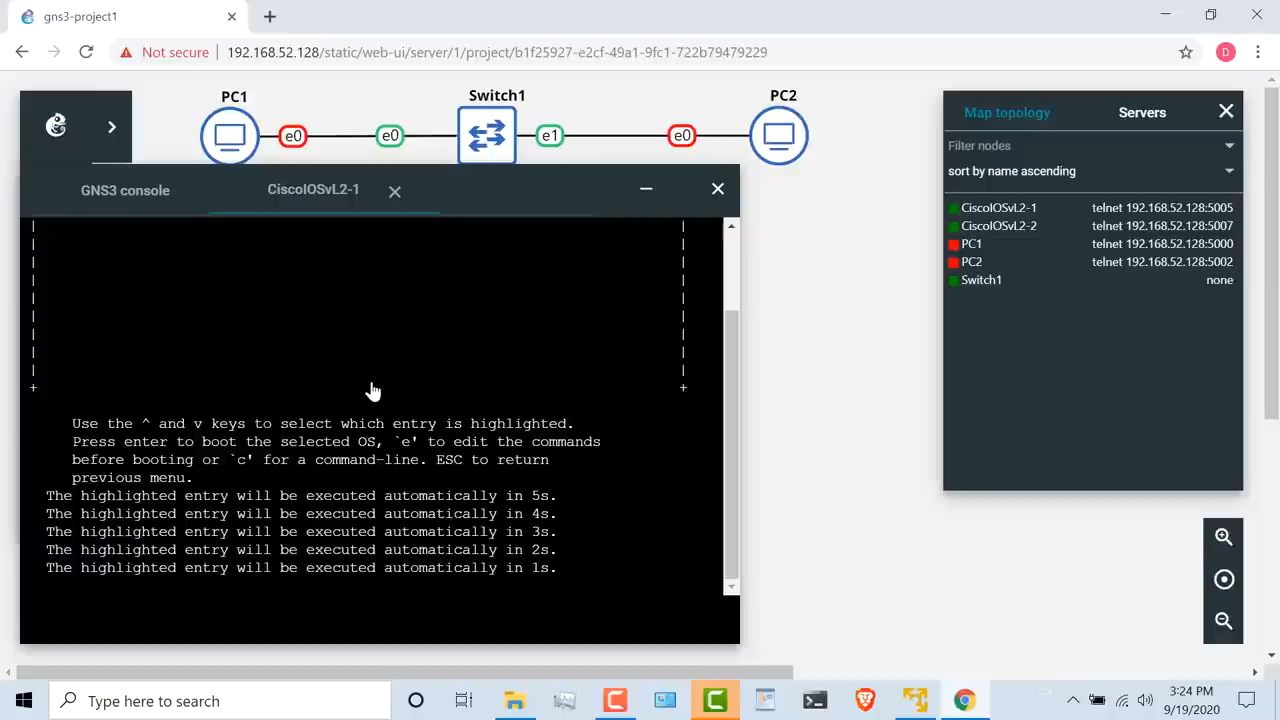 gns3-project1
Not secure
192.168.52.128/static/web-ui/server/1/project/b1f25927-e2cf-49a1-9fc1-722b79479229
D
PC1
Switch1
PC2
e0
e0
e1
e0
Map topology
Servers
Filter nodes
sort by name ascending
CiscoIOSvL2-1 telnet 192.168.52.128:5005
CiscoIOSvL2-2 telnet 192.168.52.128:5007
PC1 telnet 192.168.52.128:5000
PC2 telnet 192.168.52.128:5002
Switch1 none
GNS3 console
CiscoIOSvL2-1
Use the ^ and v keys to select which entry is highlighted.
Press enter to boot the selected OS, `e' to edit the commands
before booting or `c' for a command-line. ESC to return
previous menu.
The highlighted entry will be executed automatically in 5s.
The highlighted entry will be executed automatically in 4s.
The highlighted entry will be executed automatically in 3s.
The highlighted entry will be executed automatically in 2s.
The highlighted entry will be executed automatically in 1s.
Type here to search
3:24 PM
9/19/2020